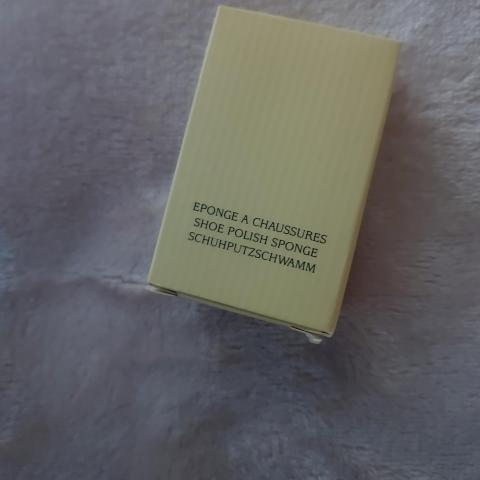 EPONGE A CHAUSSURES
SHOE POLISH SPONGE
SCHUHPUTZSCHWAMM